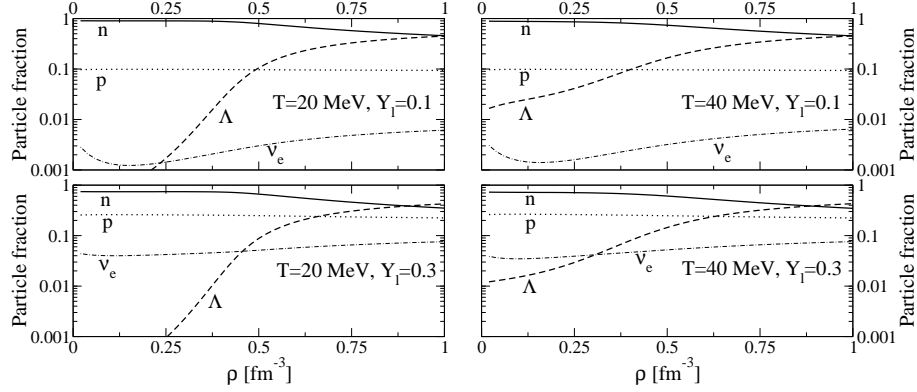 0 0.25 0.5 0.75 1 0 0.25 0.5 0.75 1
Particle fraction
1
0.1
0.01
0.001
n
p
Λ
ν_e
T=20 MeV, Y_l=0.1
n
p
Λ
ν_e
T=40 MeV, Y_l=0.1
1
0.1
0.01
0.001
Particle fraction
Particle fraction
1
0.1
0.01
0.001
n
p
ν_e
Λ
T=20 MeV, Y_l=0.3
n
p
ν_e
Λ
T=40 MeV, Y_l=0.3
1
0.1
0.01
0.001
Particle fraction
0 0.25 0.5 0.75 1 0 0.25 0.5 0.75 1
ρ [fm⁻³] ρ [fm⁻³]